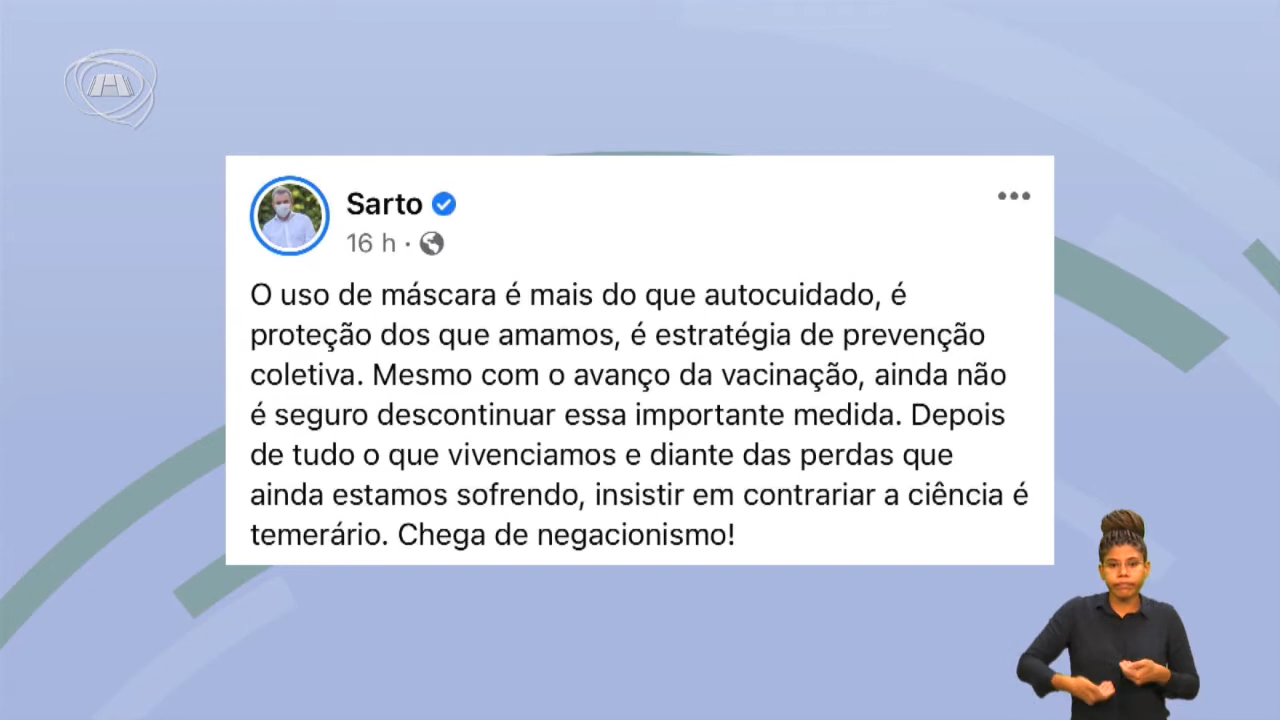 Sarto
16 h ·
O uso de máscara é mais do que autocuidado, é
proteção dos que amamos, é estratégia de prevenção
coletiva. Mesmo com o avanço da vacinação, ainda não
é seguro descontinuar essa importante medida. Depois
de tudo o que vivenciamos e diante das perdas que
ainda estamos sofrendo, insistir em contrariar a ciência é
temerário. Chega de negacionismo!